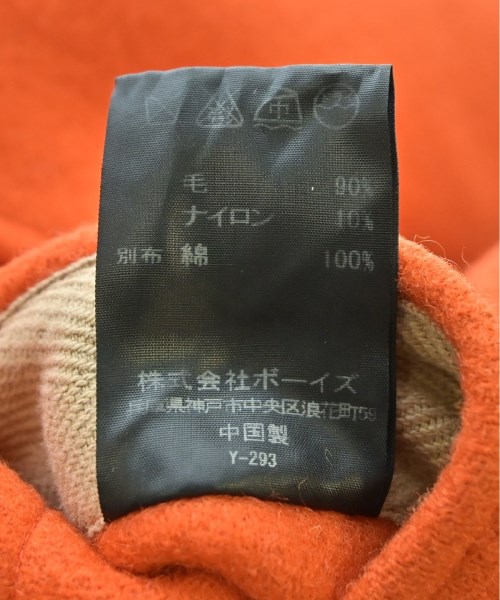 毛 90%
ナイロン 10%
別布 綿 100%
株式会社ボーイズ
兵庫県神戸市中央区浪花町59
中国製
Y-293